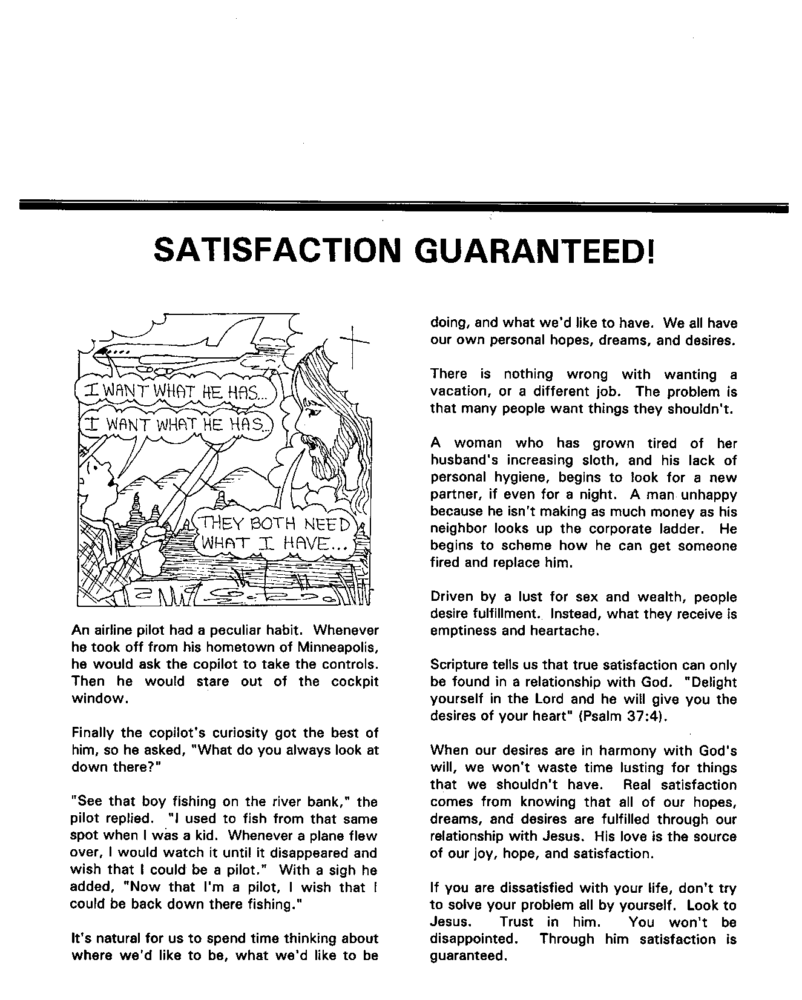 SATISFACTION GUARANTEED!
I WANT WHAT HE HAS...
I WANT WHAT HE HAS...
THEY BOTH NEED
WHAT I HAVE...
An airline pilot had a peculiar habit. Whenever
he took off from his hometown of Minneapolis,
he would ask the copilot to take the controls.
Then he would stare out of the cockpit
window.
Finally the copilot's curiosity got the best of
him, so he asked, "What do you always look at
down there?"
"See that boy fishing on the river bank," the
pilot replied. "I used to fish from that same
spot when I was a kid. Whenever a plane flew
over, I would watch it until it disappeared and
wish that I could be a pilot." With a sigh he
added, "Now that I'm a pilot, I wish that I
could be back down there fishing."
It's natural for us to spend time thinking about
where we'd like to be, what we'd like to be
doing, and what we'd like to have. We all have
our own personal hopes, dreams, and desires.
There is nothing wrong with wanting a
vacation, or a different job. The problem is
that many people want things they shouldn't.
A woman who has grown tired of her
husband's increasing sloth, and his lack of
personal hygiene, begins to look for a new
partner, if even for a night. A man unhappy
because he isn't making as much money as his
neighbor looks up the corporate ladder. He
begins to scheme how he can get someone
fired and replace him.
Driven by a lust for sex and wealth, people
desire fulfillment. Instead, what they receive is
emptiness and heartache.
Scripture tells us that true satisfaction can only
be found in a relationship with God. "Delight
yourself in the Lord and he will give you the
desires of your heart" (Psalm 37:4).
When our desires are in harmony with God's
will, we won't waste time lusting for things
that we shouldn't have. Real satisfaction
comes from knowing that all of our hopes,
dreams, and desires are fulfilled through our
relationship with Jesus. His love is the source
of our joy, hope, and satisfaction.
If you are dissatisfied with your life, don't try
to solve your problem all by yourself. Look to
Jesus. Trust in him. You won't be
disappointed. Through him satisfaction is
guaranteed.